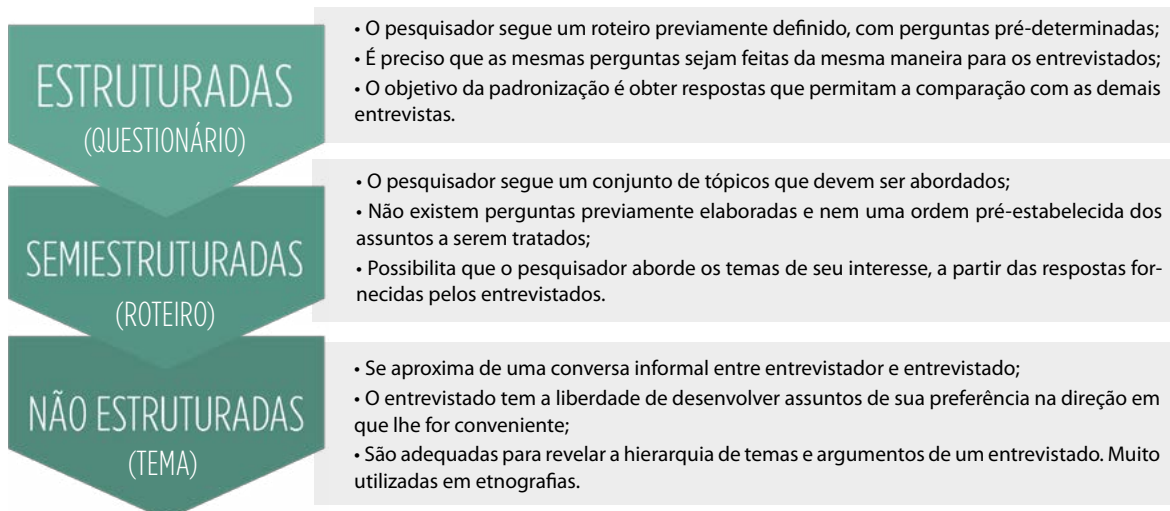 ESTRUTURADAS
(QUESTIONÁRIO)
• O pesquisador segue um roteiro previamente definido, com perguntas pré-determinadas;
• É preciso que as mesmas perguntas sejam feitas da mesma maneira para os entrevistados;
• O objetivo da padronização é obter respostas que permitam a comparação com as demais
entrevistas.
SEMIESTRUTURADAS
(ROTEIRO)
• O pesquisador segue um conjunto de tópicos que devem ser abordados;
• Não existem perguntas previamente elaboradas e nem uma ordem pré-estabelecida dos
assuntos a serem tratados;
• Possibilita que o pesquisador aborde os temas de seu interesse, a partir das respostas for-
necidas pelos entrevistados.
NÃO ESTRUTURADAS
(TEMA)
• Se aproxima de uma conversa informal entre entrevistador e entrevistado;
• O entrevistado tem a liberdade de desenvolver assuntos de sua preferência na direção em
que lhe for conveniente;
• São adequadas para revelar a hierarquia de temas e argumentos de um entrevistado. Muito
utilizadas em etnografias.